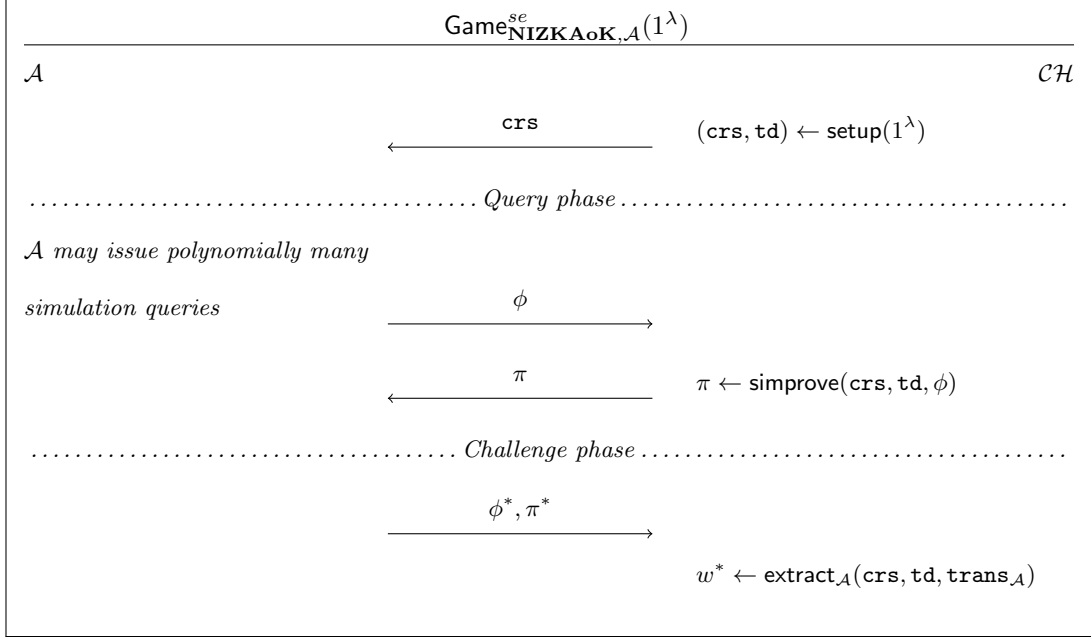 Game^{se}_{NIZKAoK,𝒜}(1^λ)
𝒜 𝒞ℋ
crs (crs, td) ← setup(1^λ)
Query phase
𝒜 may issue polynomially many
simulation queries ϕ
π π ← simprove(crs, td, ϕ)
Challenge phase
ϕ*, π*
w* ← extract_𝒜(crs, td, trans_𝒜)